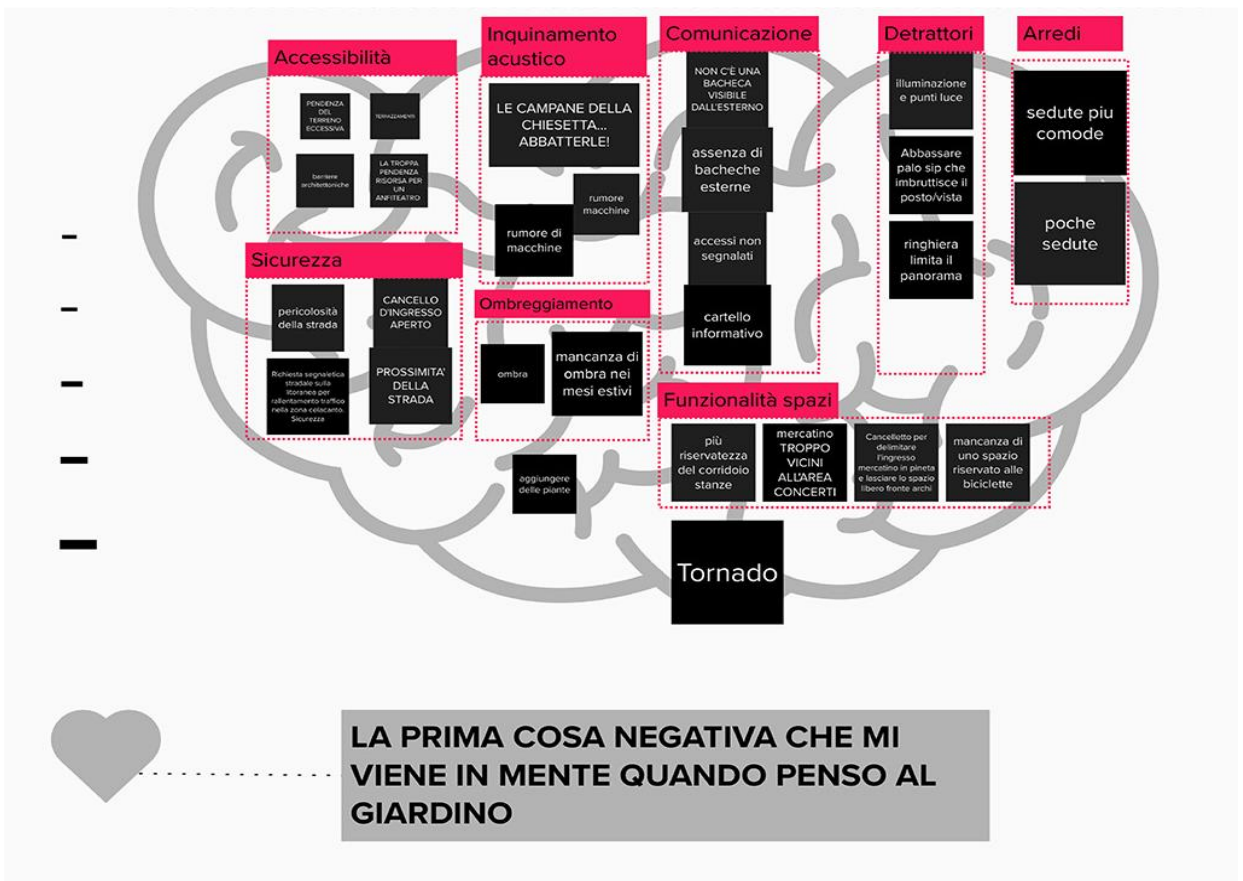 Accessibilità
PENDENZA
DEL
TERRENO
ECCESSIVA
TERRAZZAMENTI
barriere
architettoniche
LA TROPPA
PENDENZA
RISORSA PER
UN
ANFITEATRO
Inquinamento
acustico
LE CAMPANE DELLA
CHIESETTA...
ABBATTERLE!
rumore
macchine
rumore di
macchine
Comunicazione
NON C'È UNA
BACHECA
VISIBILE
DALL'ESTERNO
assenza di
bacheche
esterne
accessi non
segnalati
cartello
informativo
Detrattori
illuminazione
e punti luce
Abbassare
palo sip che
imbruttisce il
posto/vista
ringhiera
limita il
panorama
Arredi
sedute piu
comode
poche
sedute
Sicurezza
pericolosità
della strada
CANCELLO
D'INGRESSO
APERTO
Richiesta segnaletica
stradale sulla
litoranea per
rallentamento traffico
nella zona celacanto.
Sicurezza
PROSSIMITA'
DELLA
STRADA
Ombreggiamento
ombra
mancanza di
ombra nei
mesi estivi
aggiungere
delle piante
Funzionalità spazi
più
riservatezza
del corridoio
stanze
mercatino
TROPPO
VICINI
ALL'AREA
CONCERTI
Cancelletto per
delimitare
l'ingresso
mercatino in pineta
e lasciare lo spazio
libero fronte archi
mancanza di
uno spazio
riservato alle
biciclette
Tornado
LA PRIMA COSA NEGATIVA CHE MI
VIENE IN MENTE QUANDO PENSO AL
GIARDINO